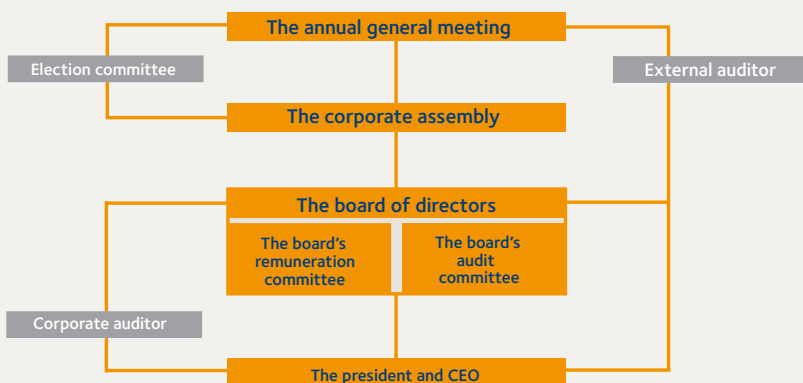 The annual general meeting
Election committee
External auditor
The corporate assembly
The board of directors
The board's
remuneration
committee
The board's
audit
committee
Corporate auditor
The president and CEO